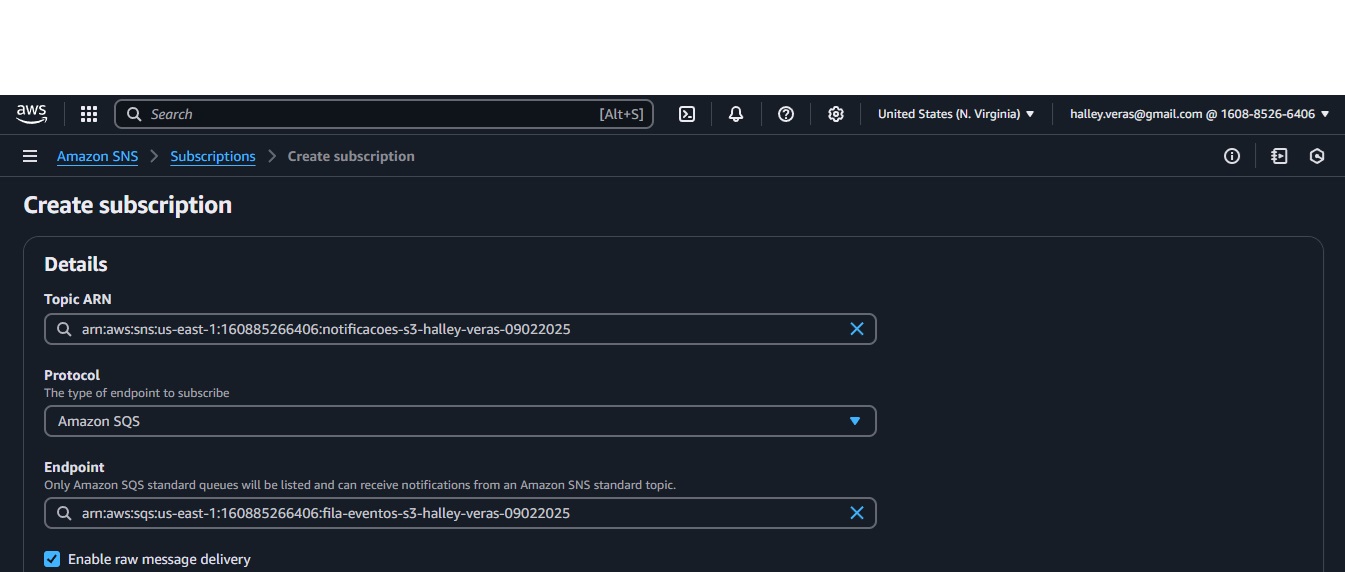 aws
Search [Alt+S] United States (N. Virginia) halley.veras@gmail.com @ 1608-8526-6406
Amazon SNS Subscriptions Create subscription
Create subscription
Details
Topic ARN
arn:aws:sns:us-east-1:160885266406:notificacoes-s3-halley-veras-09022025
Protocol
The type of endpoint to subscribe
Amazon SQS
Endpoint
Only Amazon SQS standard queues will be listed and can receive notifications from an Amazon SNS standard topic.
arn:aws:sqs:us-east-1:160885266406:fila-eventos-s3-halley-veras-09022025
Enable raw message delivery